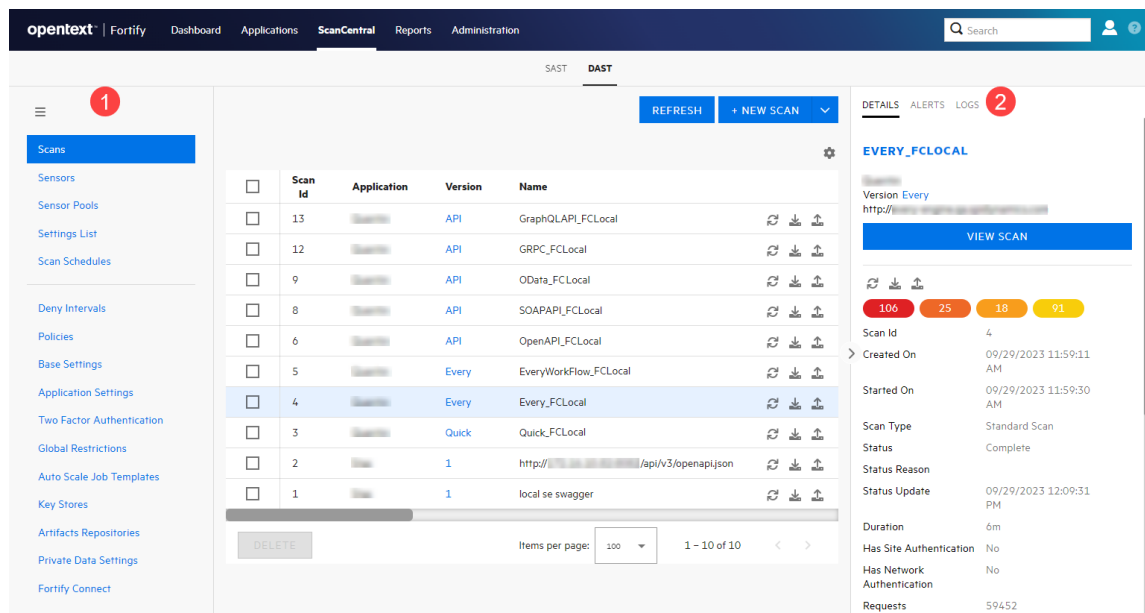 opentext™ | Fortify Dashboard Applications ScanCentral Reports Administration Search ?
SAST DAST
1
Scans
Sensors
Sensor Pools
Settings List
Scan Schedules
Deny Intervals
Policies
Base Settings
Application Settings
Two Factor Authentication
Global Restrictions
Auto Scale Job Templates
Key Stores
Artifacts Repositories
Private Data Settings
Fortify Connect
REFRESH + NEW SCAN
Scan Id Application Version Name
13 API GraphQLAPI_FCLocal
12 API GRPC_FCLocal
9 API OData_FCLocal
8 API SOAPAPI_FCLocal
6 API OpenAPI_FCLocal
5 Every EveryWorkFlow_FCLocal
4 Every Every_FCLocal
3 Quick Quick_FCLocal
2 1 http:// /api/v3/openapi.json
1 1 local se swagger
DELETE Items per page: 100 1 – 10 of 10
DETAILS ALERTS LOGS 2
EVERY_FCLOCAL
Version Every
http://
VIEW SCAN
106 25 18 91
Scan Id 4
Created On 09/29/2023 11:59:11
AM
Started On 09/29/2023 11:59:30
AM
Scan Type Standard Scan
Status Complete
Status Reason
Status Update 09/29/2023 12:09:31
PM
Duration 6m
Has Site Authentication No
Has Network No
Authentication
Requests 59452